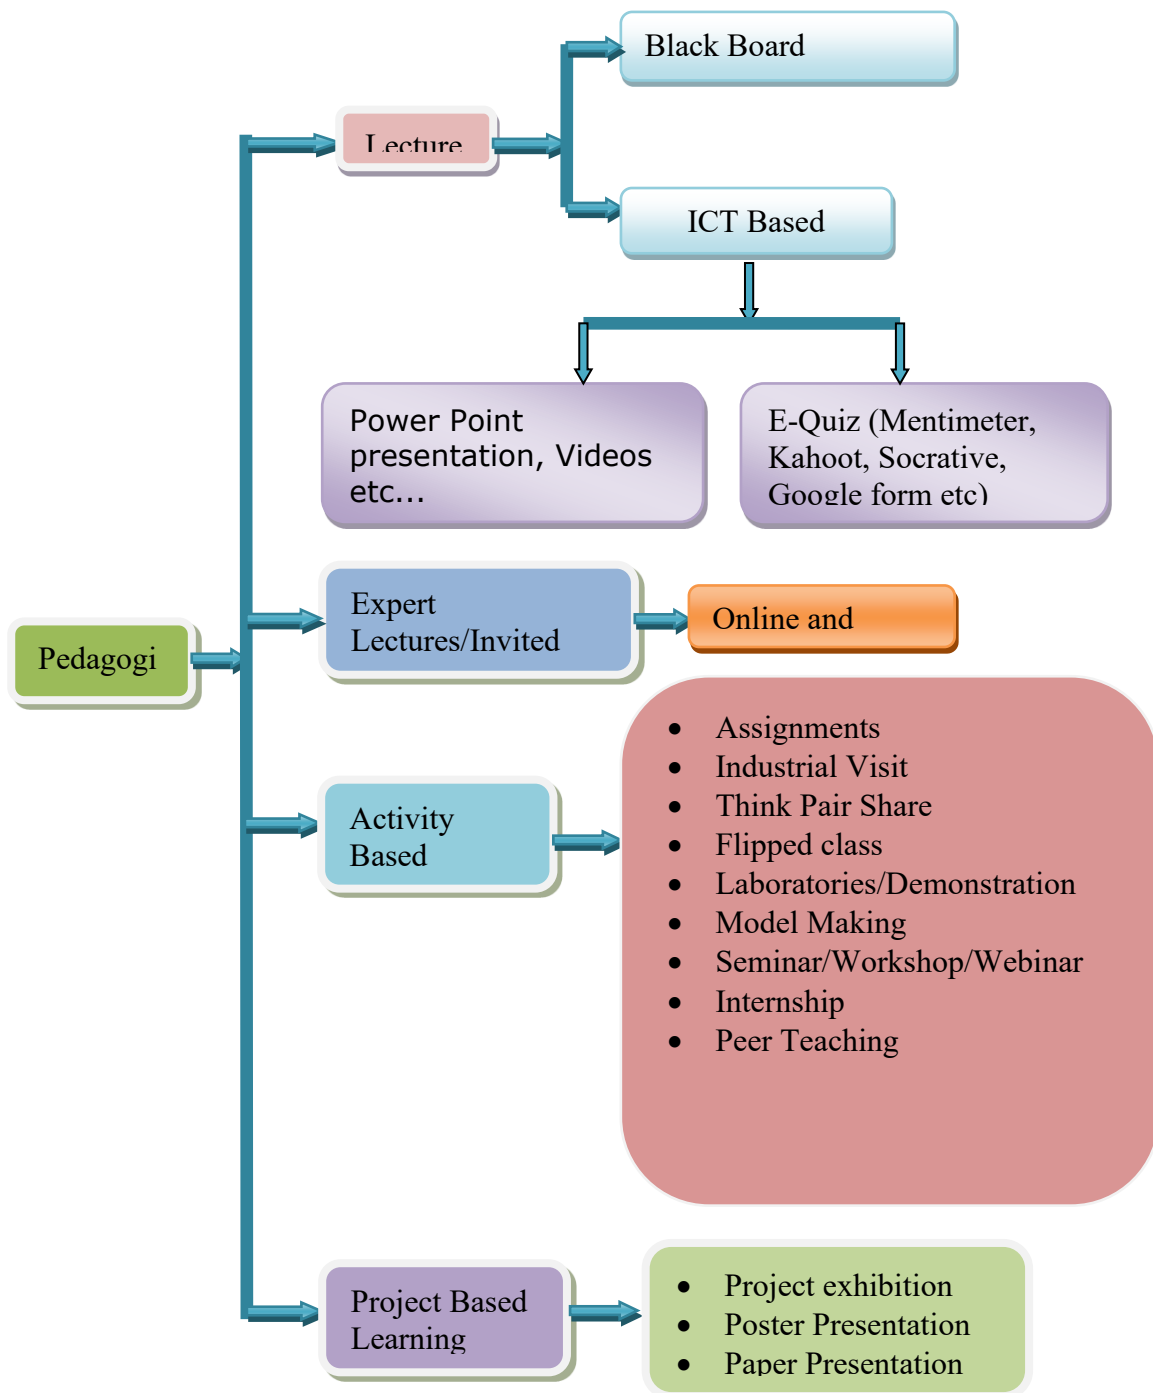 Black Board
Lecture
ICT Based
Power Point
presentation, Videos
etc...
E-Quiz (Mentimeter,
Kahoot, Socrative,
Google form etc)
Expert
Lectures/Invited
Online and
Pedagogi
• Assignments
• Industrial Visit
• Think Pair Share
• Flipped class
• Laboratories/Demonstration
• Model Making
• Seminar/Workshop/Webinar
• Internship
• Peer Teaching
Activity
Based
Project Based
Learning
• Project exhibition
• Poster Presentation
• Paper Presentation